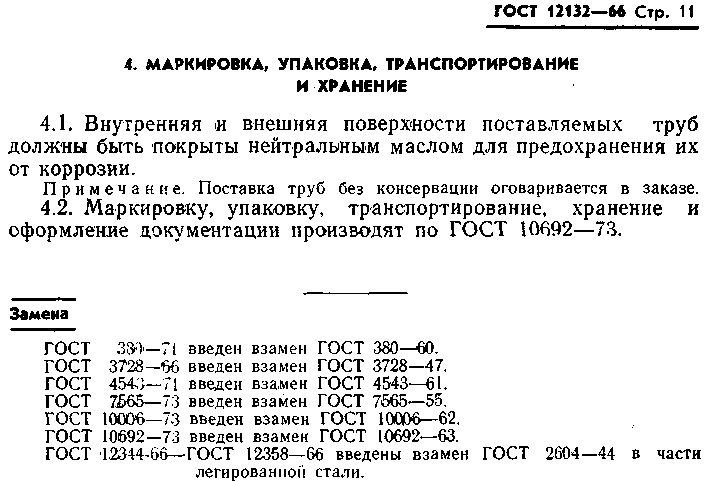 ГОСТ 12132—66 Стр. 11
4. МАРКИРОВКА, УПАКОВКА, ТРАНСПОРТИРОВАНИЕ
И ХРАНЕНИЕ
4.1. Внутренняя и внешняя поверхности поставляемых труб
должны быть покрыты нейтральным маслом для предохранения их
от коррозии.
Примечание. Поставка труб без консервации оговаривается в заказе.
4.2. Маркировку, упаковку, транспортирование, хранение и
оформление документации производят по ГОСТ 10692—73.
Замена
ГОСТ 380—71 введен взамен ГОСТ 380—60.
ГОСТ 3728—66 введен взамен ГОСТ 3728—47.
ГОСТ 4543—71 введен взамен ГОСТ 4543—61.
ГОСТ 7565—73 введен взамен ГОСТ 7565—55.
ГОСТ 10006—73 введен взамен ГОСТ 10006—62.
ГОСТ 10692—73 введен взамен ГОСТ 10692—63.
ГОСТ 12344-66—ГОСТ 12358—66 введены взамен ГОСТ 2604—44 в части
легированной стали.